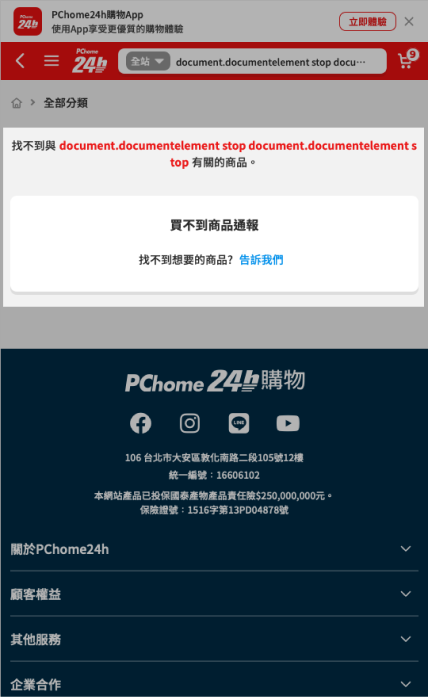 PChome24h購物App
使用App享受更優質的購物體驗
立即體驗
PChome
24h
全站
document.documentelement stop docu…
9
全部分類
找不到與 document.documentelement stop document.documentelement s
top 有關的商品。
買不到商品通報
找不到想要的商品? 告訴我們
PChome 24h購物
LINE
106 台北市大安區敦化南路二段105號12樓
統一編號：16606102
本網站產品已投保國泰產物產品責任險$250,000,000元。
保險證號：1516字第13PD04878號
關於PChome24h
顧客權益
其他服務
企業合作